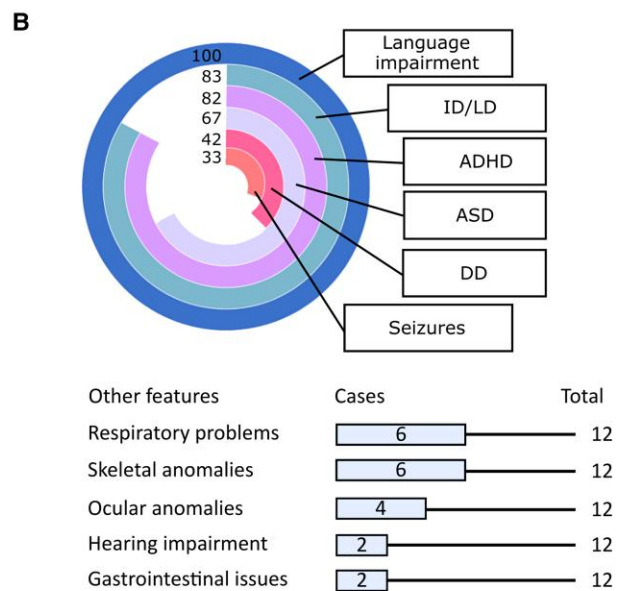 B
100
83
82
67
42
33
Language
impairment
ID/LD
ADHD
ASD
DD
Seizures
Other features Cases Total
Respiratory problems 6 12
Skeletal anomalies 6 12
Ocular anomalies 4 12
Hearing impairment 2 12
Gastrointestinal issues 2 12